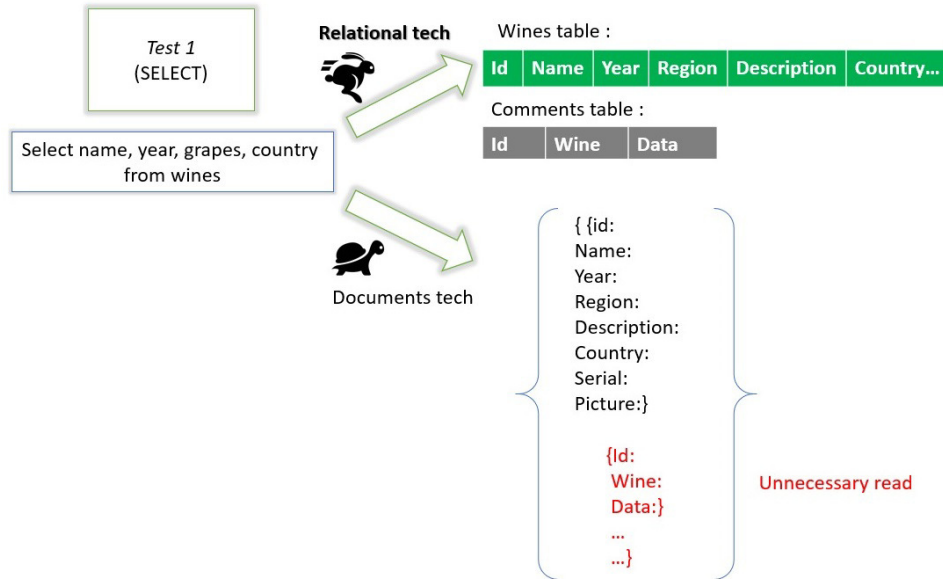 Test 1
(SELECT)
Select name, year, grapes, country
from wines
Relational tech
Documents tech
Wines table :
Id Name Year Region Description Country...
Comments table :
Id Wine Data
{ {id:
Name:
Year:
Region:
Description:
Country:
Serial:
Picture:}
{Id:
Wine:
Data:}
...
...}
Unnecessary read